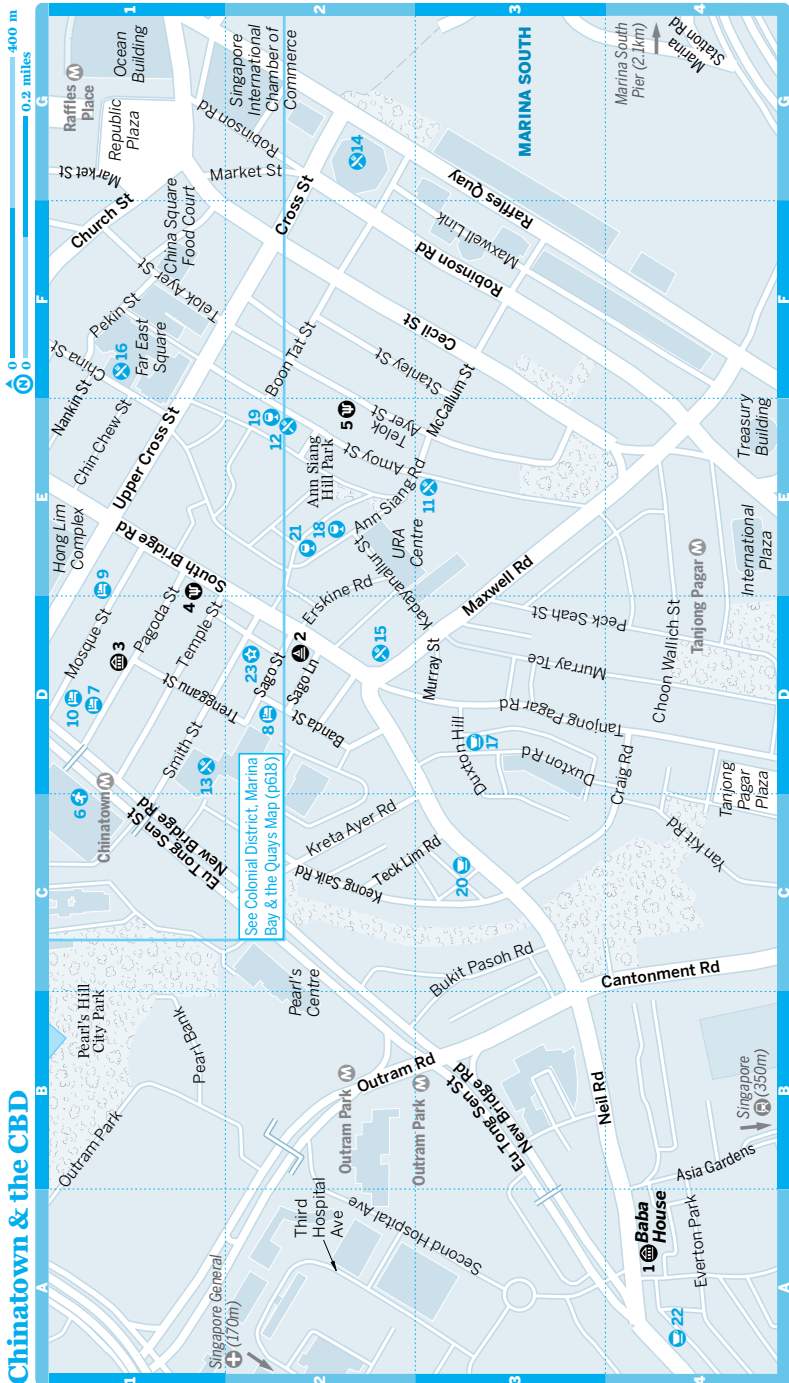 Chinatown & the CBD
0
400 m
N
0
0.2 miles
A
B
C
D
E
F
G
1
2
3
4
1
2
3
4
A
B
C
D
E
F
G
Outram Park
Pearl's Hill
City Park
Pearl Bank
6
Chinatown
M
Eu Tong Sen St
New Bridge Rd
10
7
Mosque St
9
3
Pagoda St
4
Temple St
Trengganu St
Smith St
13
Hong Lim
Complex
South Bridge Rd
Upper Cross St
Chin Chew St
Nankin St
China St
16
Far East
Square
Pekin St
Telok Ayer St
China Square
Food Court
Church St
Market St
Market St
Republic
Plaza
Raffles
Place
M
Ocean
Building
Robinson Rd
Singapore
International
Chamber of
Commerce
Singapore General
(170m)
Third
Hospital
Ave
Second Hospital Ave
Outram Park
M
Outram Park
M
Outram Rd
Pearl's
Centre
See Colonial District, Marina
Bay & the Quays Map (p618)
8
23
Sago St
2
Sago Ln
Banda St
Kreta Ayer Rd
Keong Saik Rd
Teck Lim Rd
20
15
Erskine Rd
Kadayanallur St
21
18
Ann Siang
Hill Park
Ann Siang Rd
URA
Centre
19
12
Boon Tat St
5
Telok
Ayer St
Amoy St
11
Stanley St
McCallum St
Cross St
14
Cecil St
Robinson Rd
Maxwell Link
Raffles Quay
MARINA SOUTH
Marina South
Pier (2.1km)
Marina
Station Rd
Eu Tong Sen St
New Bridge Rd
Bukit Pasoh Rd
Cantonment Rd
Neil Rd
Duxton Hill
17
Duxton Rd
Craig Rd
Murray St
Maxwell Rd
Tanjong Pagar Rd
Murray Tce
Peck Seah St
Choon Wallich St
Yan Kit Rd
Tanjong
Pagar
Plaza
Tanjong Pagar
M
International
Plaza
Treasury
Building
22
1
Baba
House
Everton Park
Asia Gardens
Singapore
(350m)